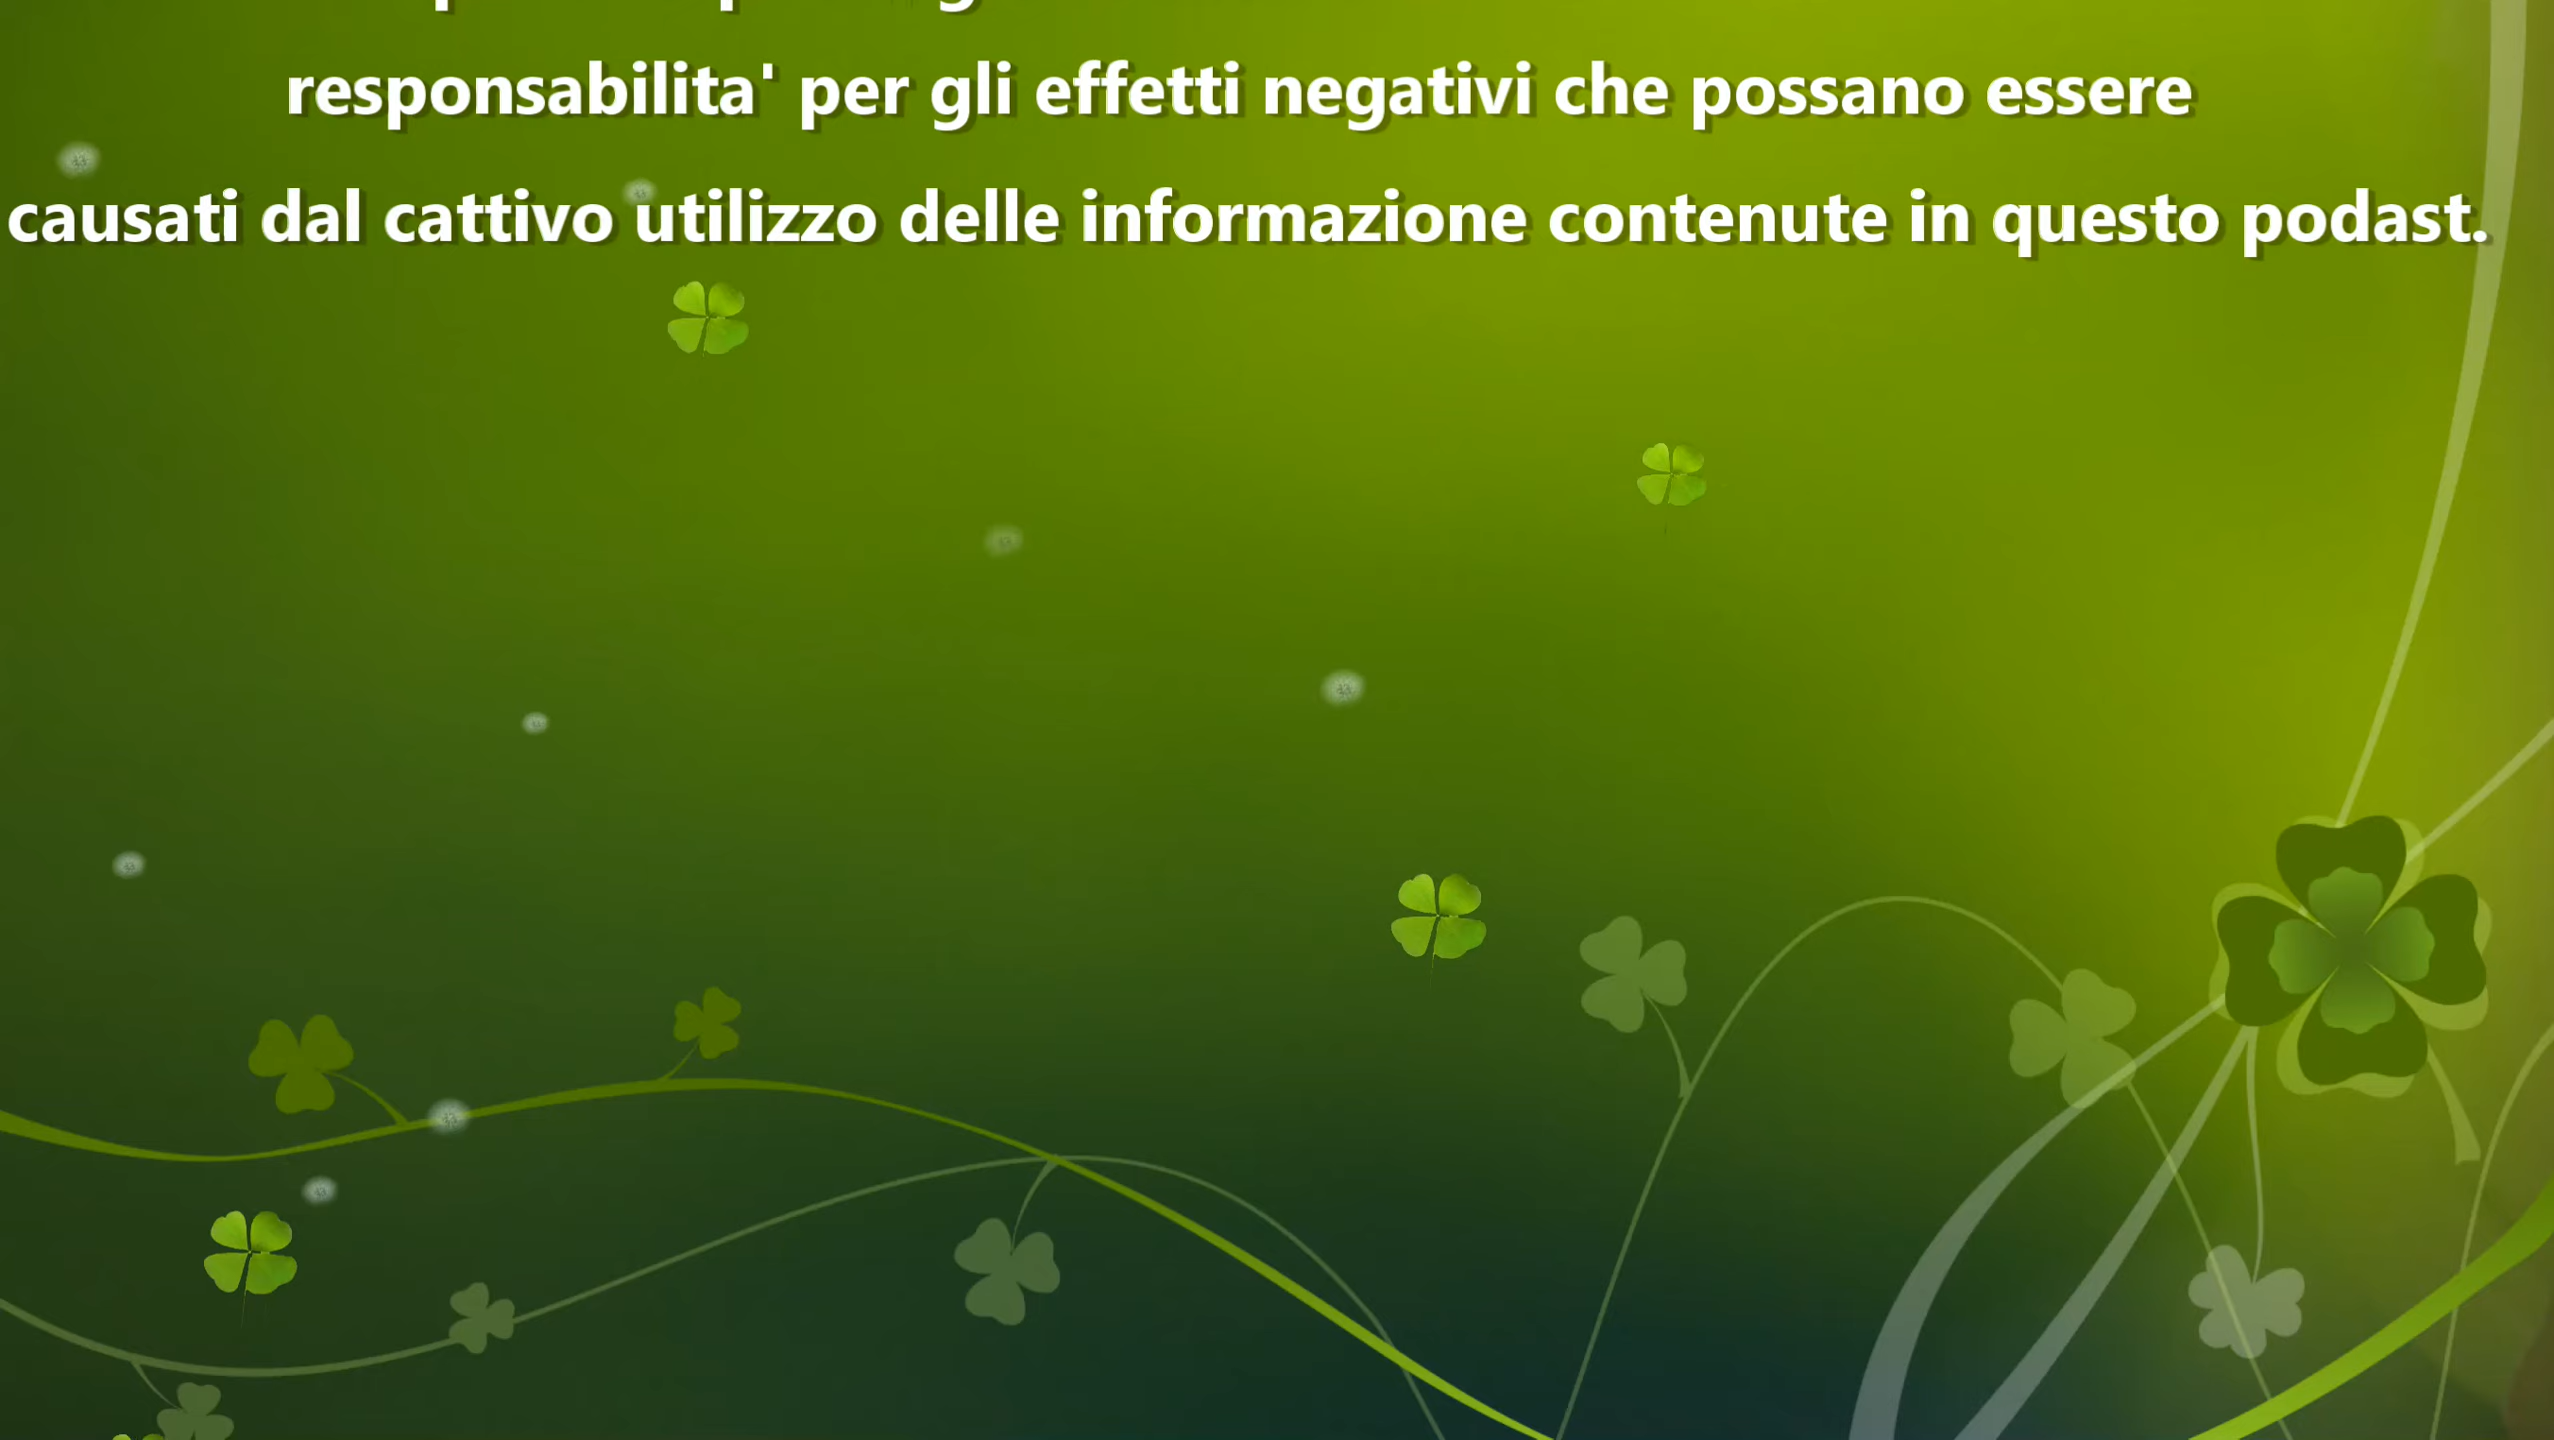 responsabilita' per gli effetti negativi che possano essere
causati dal cattivo utilizzo delle informazione contenute in questo podast.